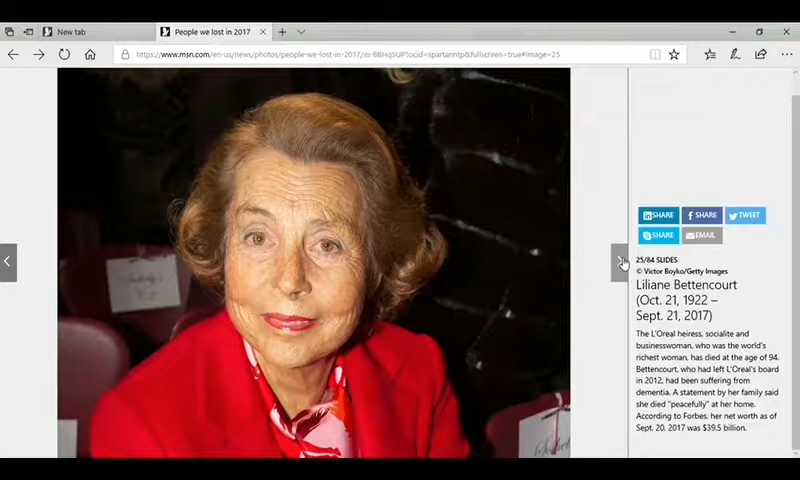 New tab
People we lost in 2017
https://www.msn.com/en-us/news/photos/people-we-lost-in-2017/ss-BBHq5UP?ocid=spartanntp&fullscreen=true#image=25
SHARE
SHARE
TWEET
SHARE
EMAIL
25/84 SLIDES
© Victor Boyko/Getty Images
Liliane Bettencourt
(Oct. 21, 1922 –
Sept. 21, 2017)
The L'Oreal heiress, socialite and
businesswoman, who was the world's
richest woman, has died at the age of 94.
Bettencourt, who had left L'Oreal's board
in 2012, had been suffering from
dementia. A statement by her family said
she died "peacefully" at her home.
According to Forbes, her net worth as of
Sept. 20, 2017 was $39.5 billion.